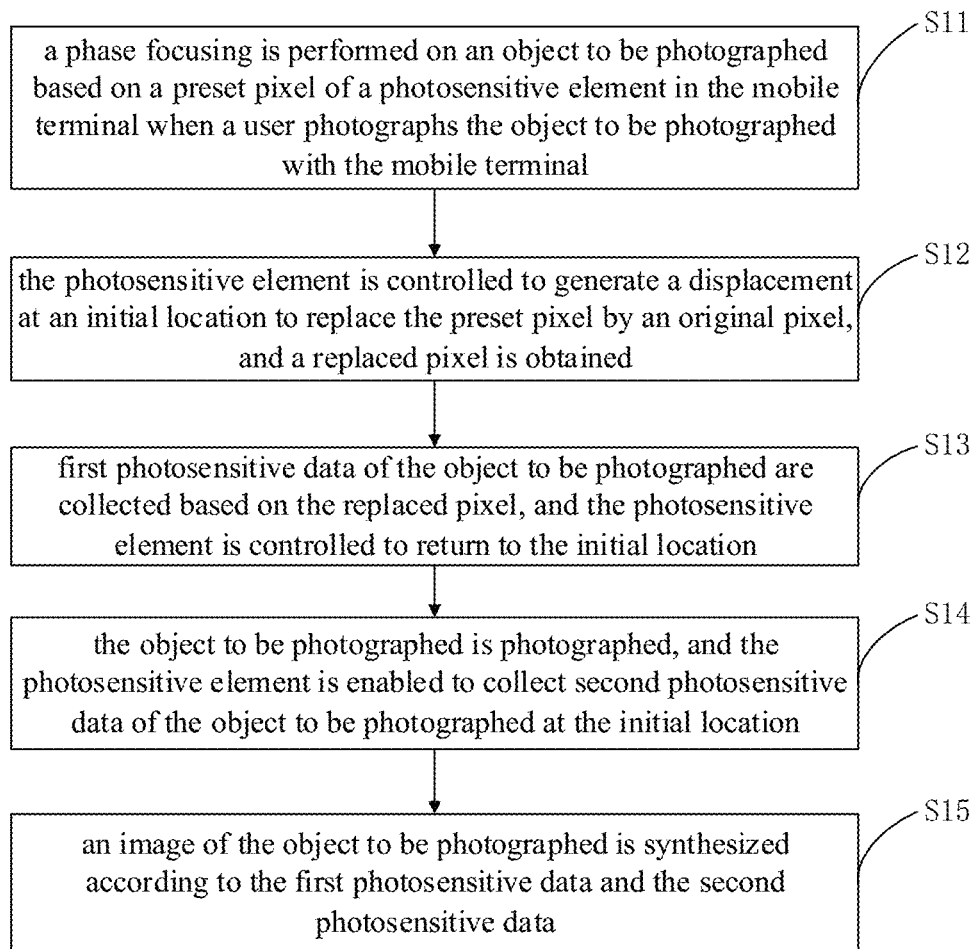 S11
a phase focusing is performed on an object to be photographed
based on a preset pixel of a photosensitive element in the mobile
terminal when a user photographs the object to be photographed
with the mobile terminal
S12
the photosensitive element is controlled to generate a displacement
at an initial location to replace the preset pixel by an original pixel,
and a replaced pixel is obtained
S13
first photosensitive data of the object to be photographed are
collected based on the replaced pixel, and the photosensitive
element is controlled to return to the initial location
S14
the object to be photographed is photographed, and the
photosensitive element is enabled to collect second photosensitive
data of the object to be photographed at the initial location
S15
an image of the object to be photographed is synthesized
according to the first photosensitive data and the second
photosensitive data